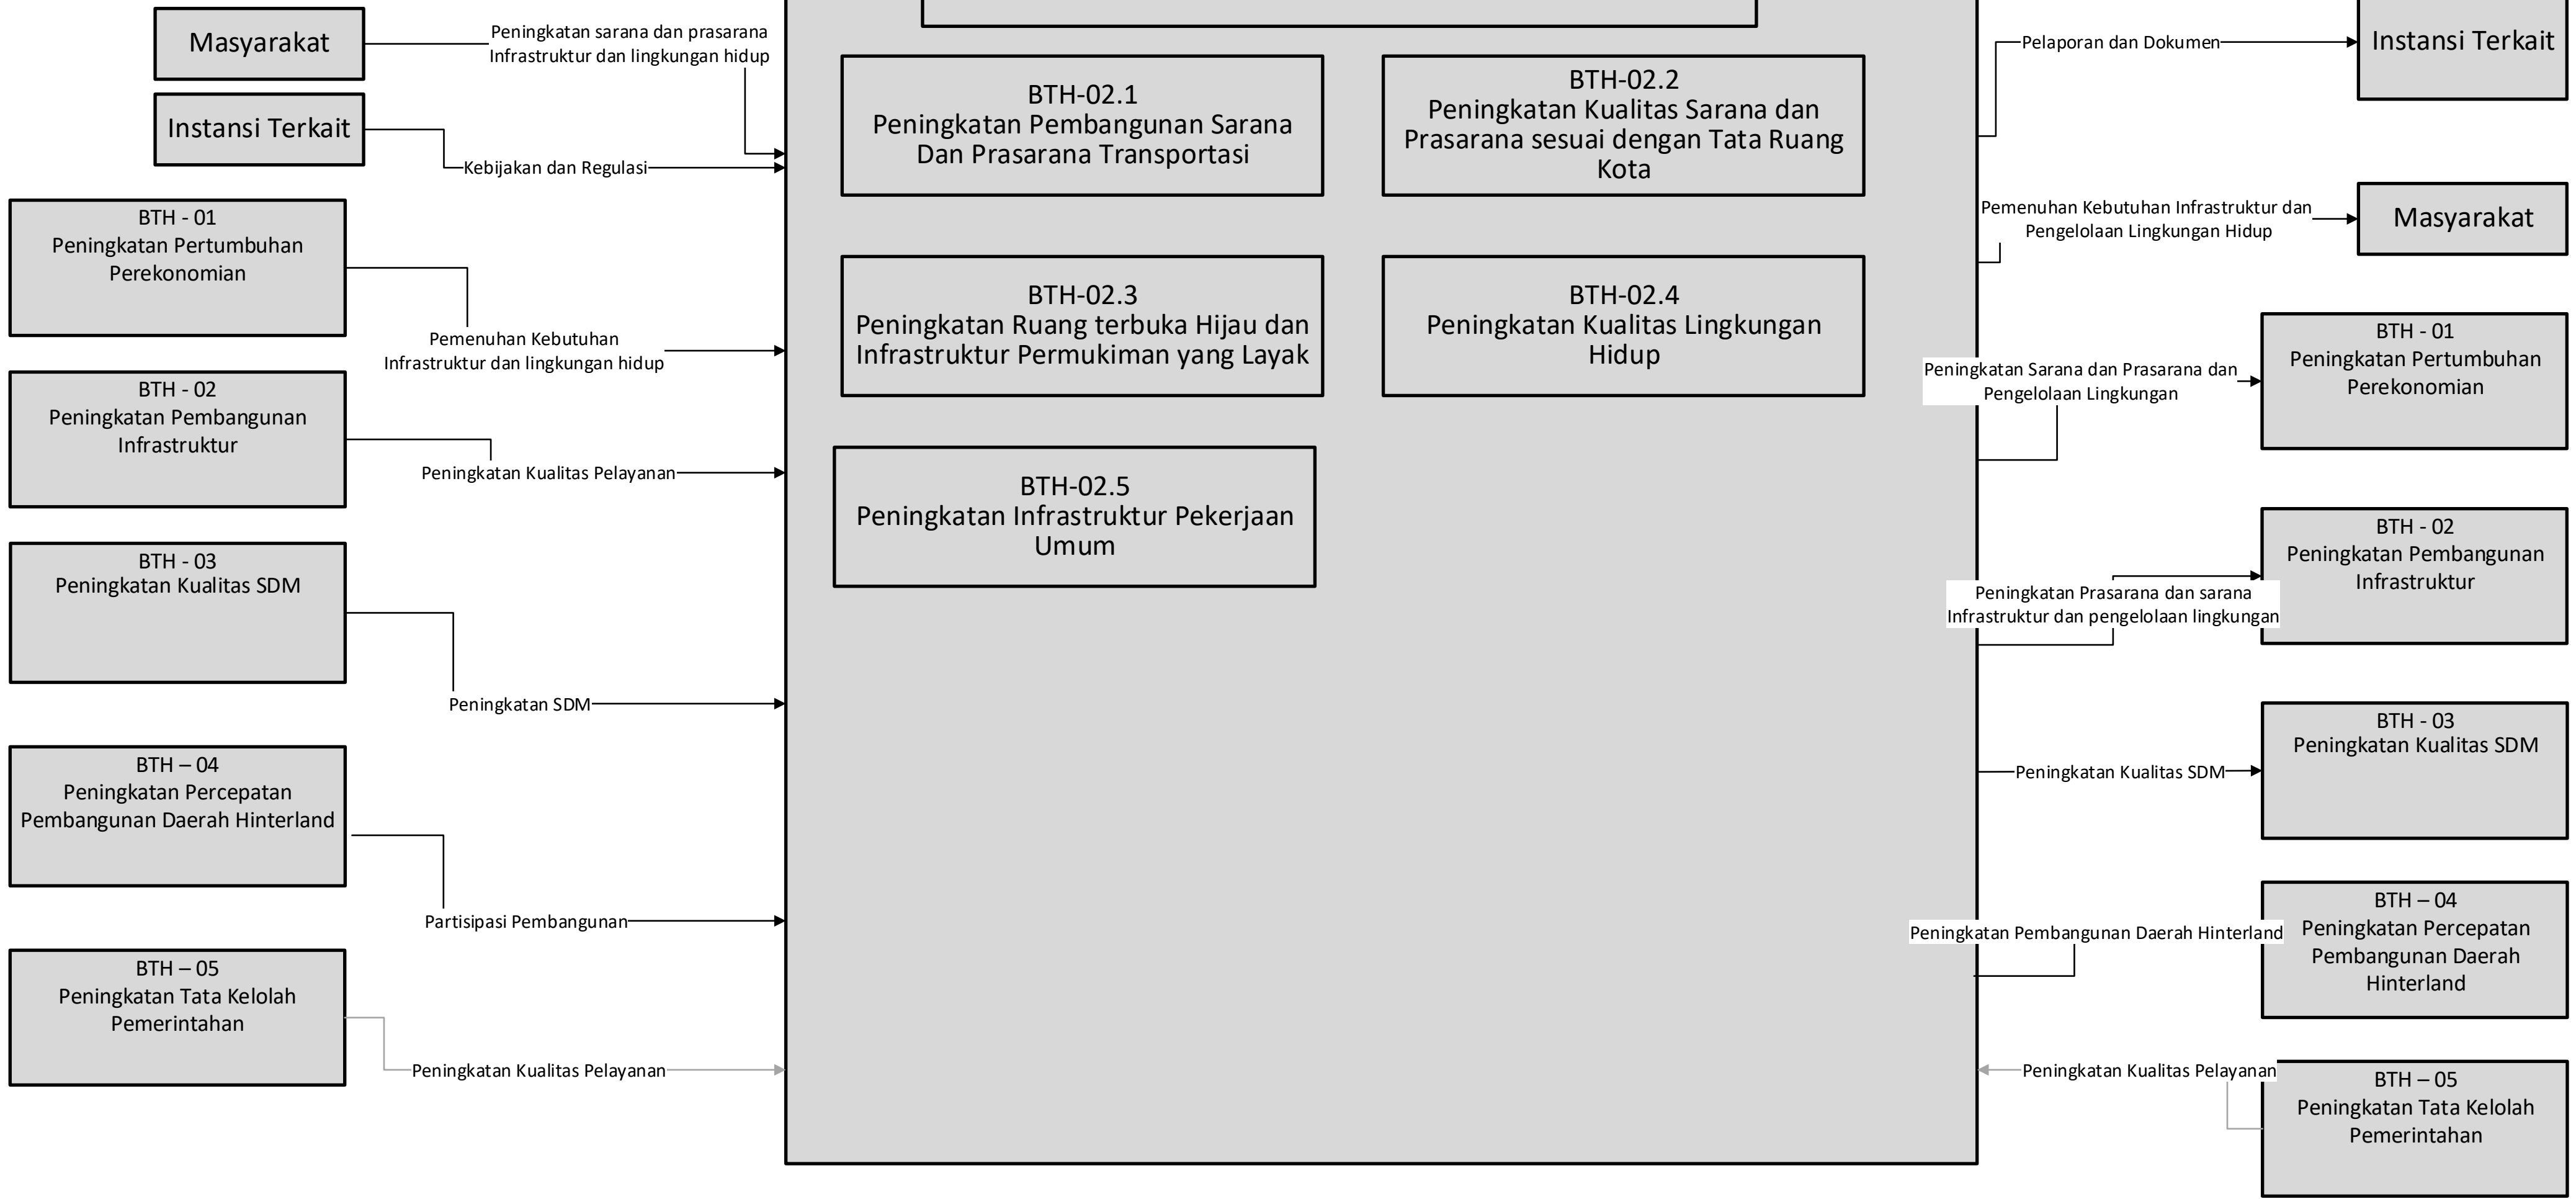 Masyarakat
Peningkatan sarana dan prasarana
Infrastruktur dan lingkungan hidup
Instansi Terkait
Kebijakan dan Regulasi
BTH - 01
Peningkatan Pertumbuhan
Perekonomian
Pemenuhan Kebutuhan
Infrastruktur dan lingkungan hidup
BTH - 02
Peningkatan Pembangunan
Infrastruktur
Peningkatan Kualitas Pelayanan
BTH - 03
Peningkatan Kualitas SDM
Peningkatan SDM
BTH – 04
Peningkatan Percepatan
Pembangunan Daerah Hinterland
Partisipasi Pembangunan
BTH – 05
Peningkatan Tata Kelolah
Pemerintahan
Peningkatan Kualitas Pelayanan
BTH-02.1
Peningkatan Pembangunan Sarana
Dan Prasarana Transportasi
BTH-02.2
Peningkatan Kualitas Sarana dan
Prasarana sesuai dengan Tata Ruang
Kota
BTH-02.3
Peningkatan Ruang terbuka Hijau dan
Infrastruktur Permukiman yang Layak
BTH-02.4
Peningkatan Kualitas Lingkungan
Hidup
BTH-02.5
Peningkatan Infrastruktur Pekerjaan
Umum
Pelaporan dan Dokumen
Instansi Terkait
Pemenuhan Kebutuhan Infrastruktur dan
Pengelolaan Lingkungan Hidup
Masyarakat
Peningkatan Sarana dan Prasarana dan
Pengelolaan Lingkungan
BTH - 01
Peningkatan Pertumbuhan
Perekonomian
Peningkatan Prasarana dan sarana
Infrastruktur dan pengelolaan lingkungan
BTH - 02
Peningkatan Pembangunan
Infrastruktur
Peningkatan Kualitas SDM
BTH - 03
Peningkatan Kualitas SDM
Peningkatan Pembangunan Daerah Hinterland
BTH – 04
Peningkatan Percepatan
Pembangunan Daerah
Hinterland
Peningkatan Kualitas Pelayanan
BTH – 05
Peningkatan Tata Kelolah
Pemerintahan